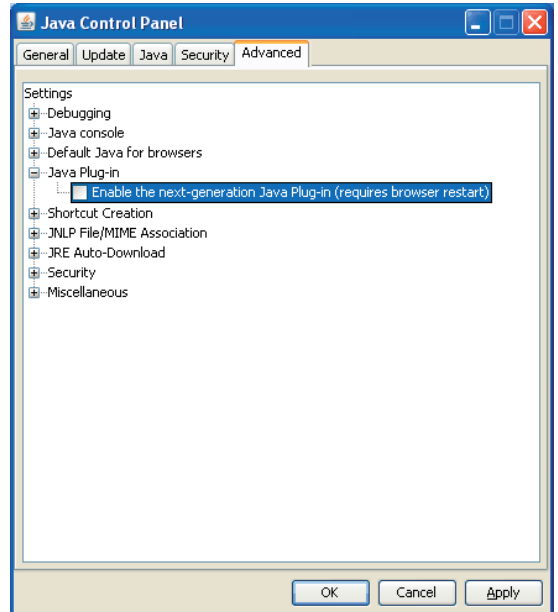 Java Control Panel
General Update Java Security Advanced
Settings
Debugging
Java console
Default Java for browsers
Java Plug-in
Enable the next-generation Java Plug-in (requires browser restart)
Shortcut Creation
JNLP File/MIME Association
JRE Auto-Download
Security
Miscellaneous
OK Cancel Apply